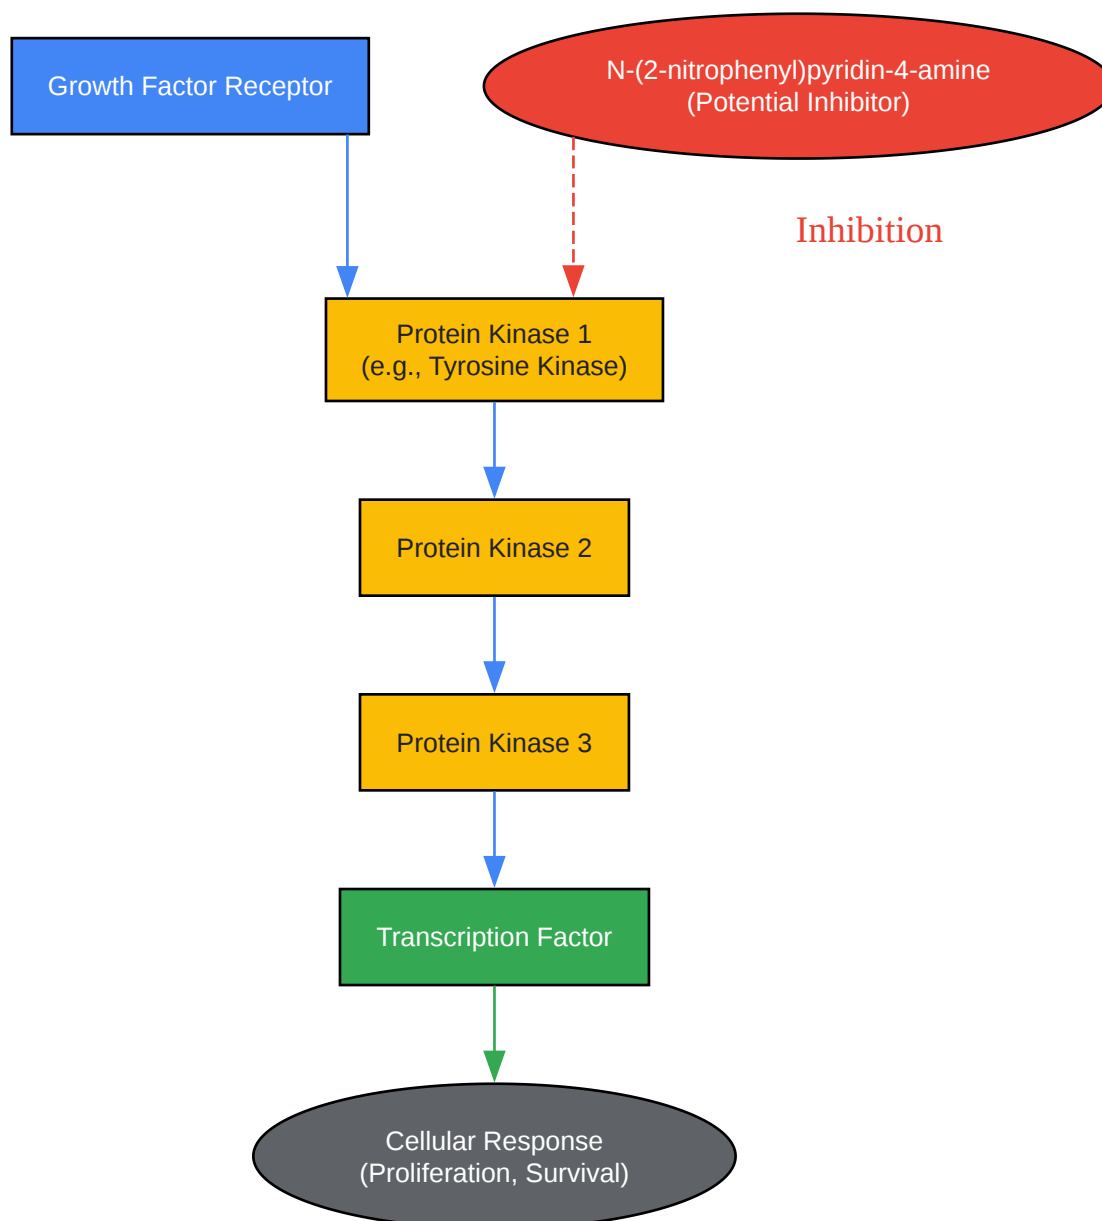 Growth Factor Receptor
N-(2-nitrophenyl)pyridin-4-amine
(Potential Inhibitor)
Inhibition
Protein Kinase 1
(e.g., Tyrosine Kinase)
Protein Kinase 2
Protein Kinase 3
Transcription Factor
Cellular Response
(Proliferation, Survival)